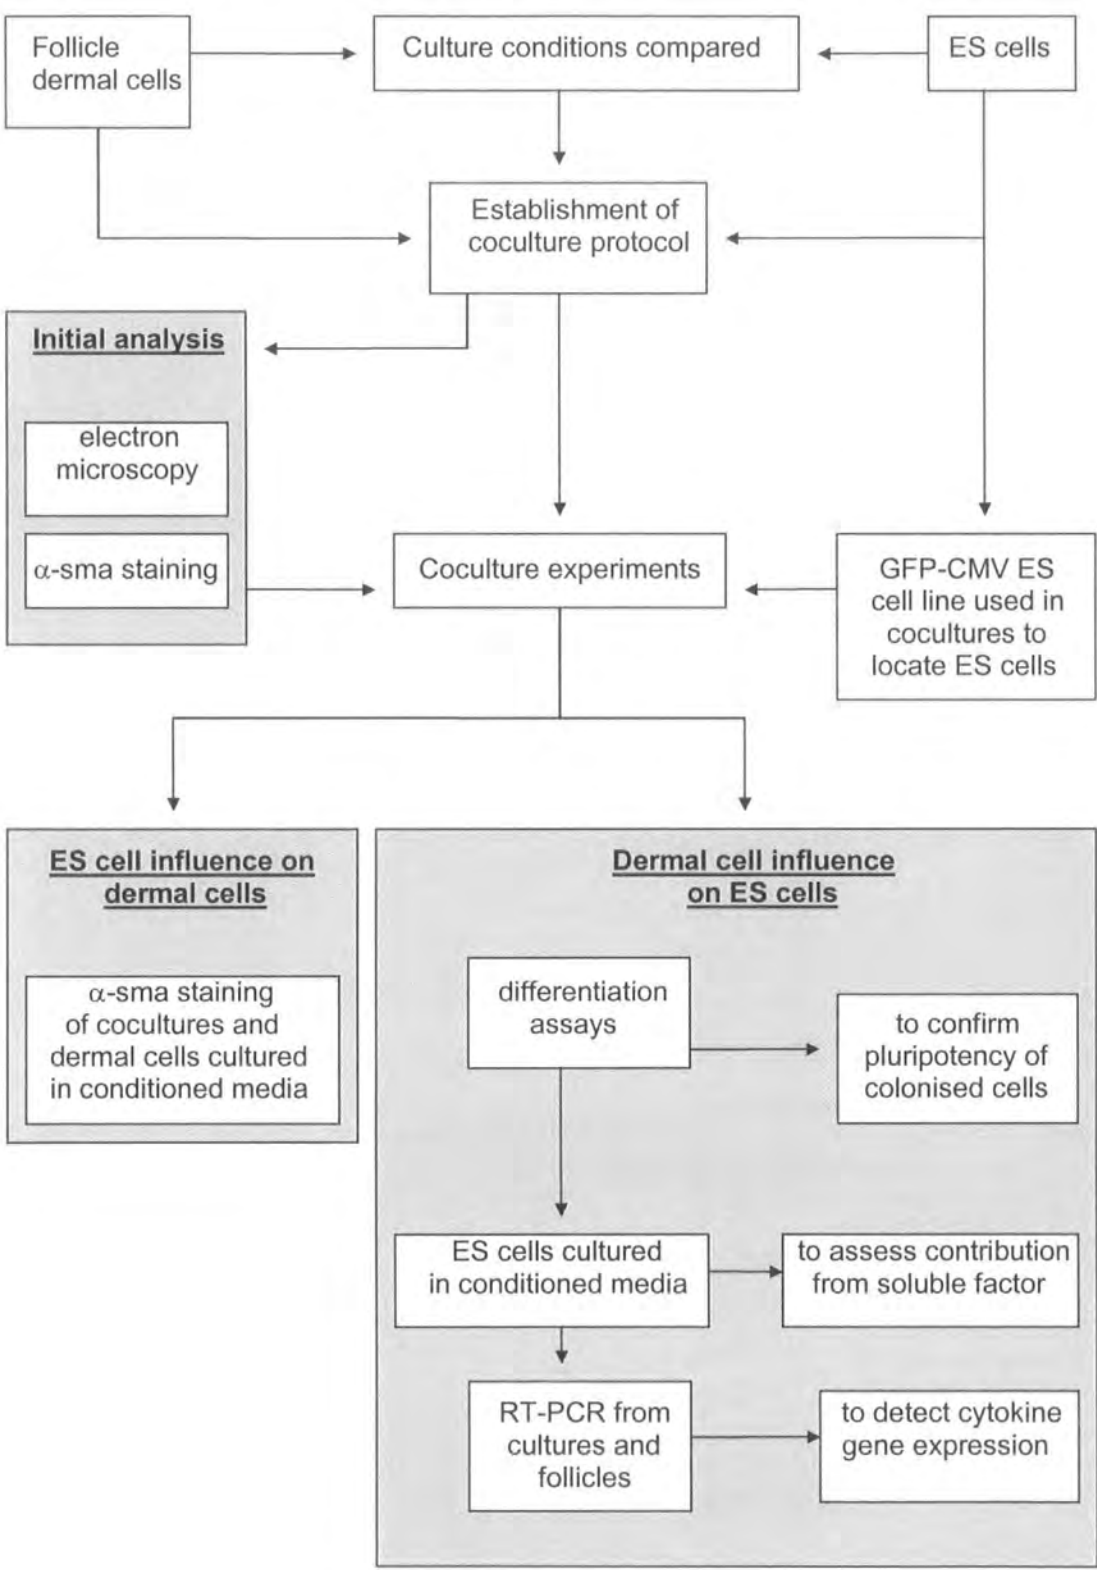 Follicle
dermal cells
Culture conditions compared
ES cells
Establishment of
coculture protocol
Initial analysis
electron
microscopy
α-sma staining
Coculture experiments
GFP-CMV ES
cell line used in
cocultures to
locate ES cells
ES cell influence on
dermal cells
α-sma staining
of cocultures and
dermal cells cultured
in conditioned media
Dermal cell influence
on ES cells
differentiation
assays
to confirm
pluripotency of
colonised cells
ES cells cultured
in conditioned media
to assess contribution
from soluble factor
RT-PCR from
cultures and
follicles
to detect cytokine
gene expression